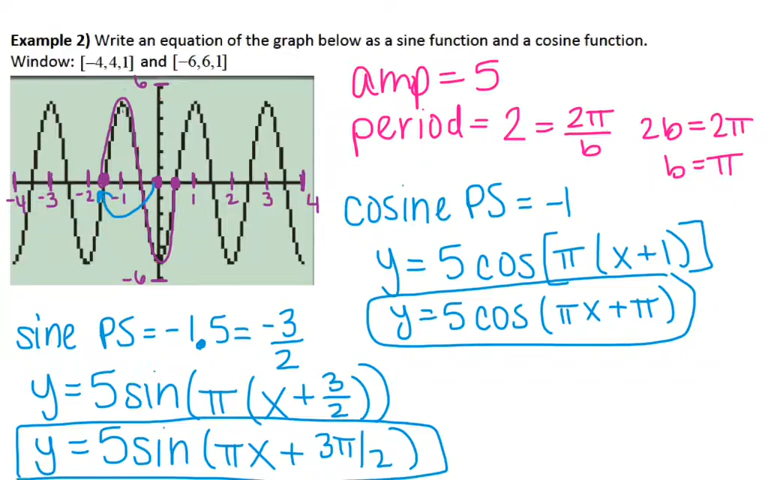 Example 2) Write an equation of the graph below as a sine function and a cosine function.
Window: [−4,4,1] and [−6,6,1]
6
-4 -3 -2 -1 1 2 3 4
-6
amp = 5
period = 2 = 2π/b 2b = 2π
b = π
cosine PS = -1
y = 5 cos[π(x+1)]
y = 5 cos (πx + π)
sine PS = -1.5 = -3/2
y = 5 sin(π(x + 3/2))
y = 5 sin (πx + 3π/2)